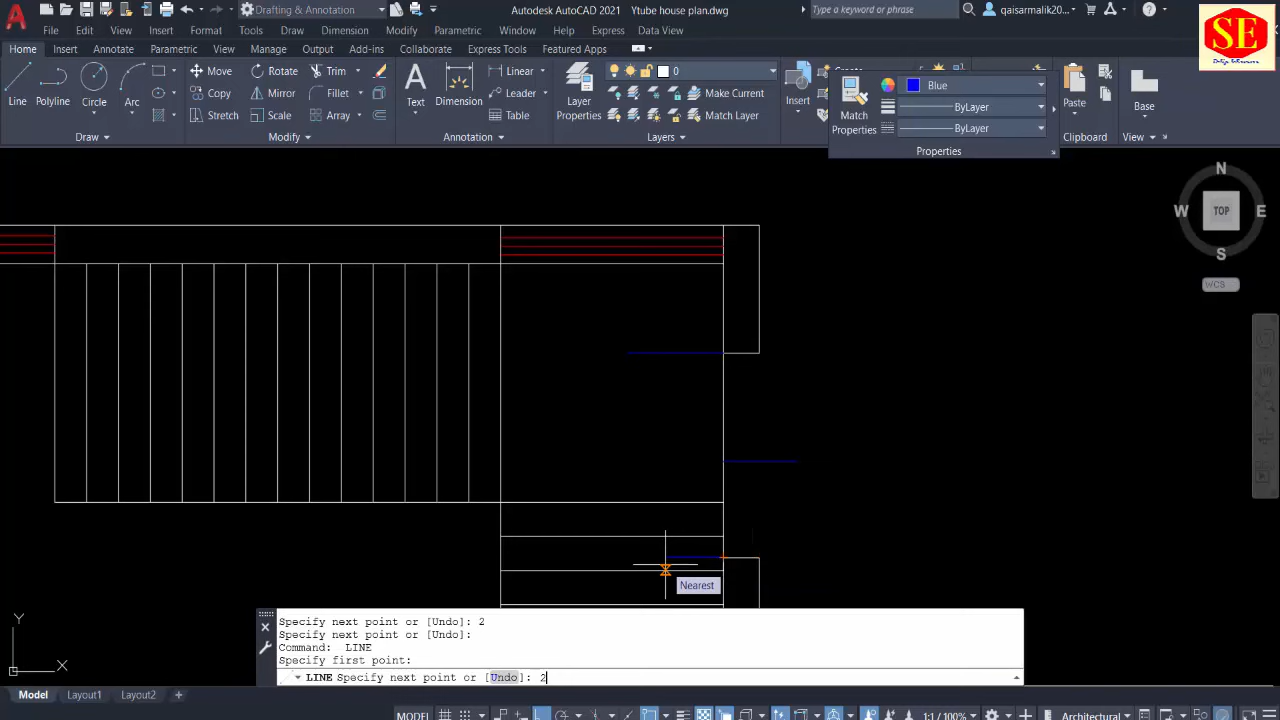 Drafting & Annotation
Autodesk AutoCAD 2021 Ytube house plan.dwg
Type a keyword or phrase
qaisarmalik20...
File Edit View Insert Format Tools Draw Dimension Modify Parametric Window Help Express Data View
Home Insert Annotate Parametric View Manage Output Add-ins Collaborate Express Tools Featured Apps
SE
Line
Polyline
Circle
Arc
Draw
Move
Copy
Stretch
Rotate
Mirror
Scale
Trim
Fillet
Array
Modify
Text
Dimension
Linear
Leader
Table
Annotation
Layer
Properties
0
Make Current
Match Layer
Layers
Insert
Match
Properties
Blue
ByLayer
ByLayer
Properties
Paste
Clipboard
Base
View
N
W
TOP
E
S
WCS
Nearest
Y
X
Specify next point or [Undo]: 2
Specify next point or [Undo]:
Command:  LINE
Specify first point:
LINE Specify next point or [Undo]: 2
Model Layout1 Layout2 +
MODEL
1:1 / 100%
Architectural